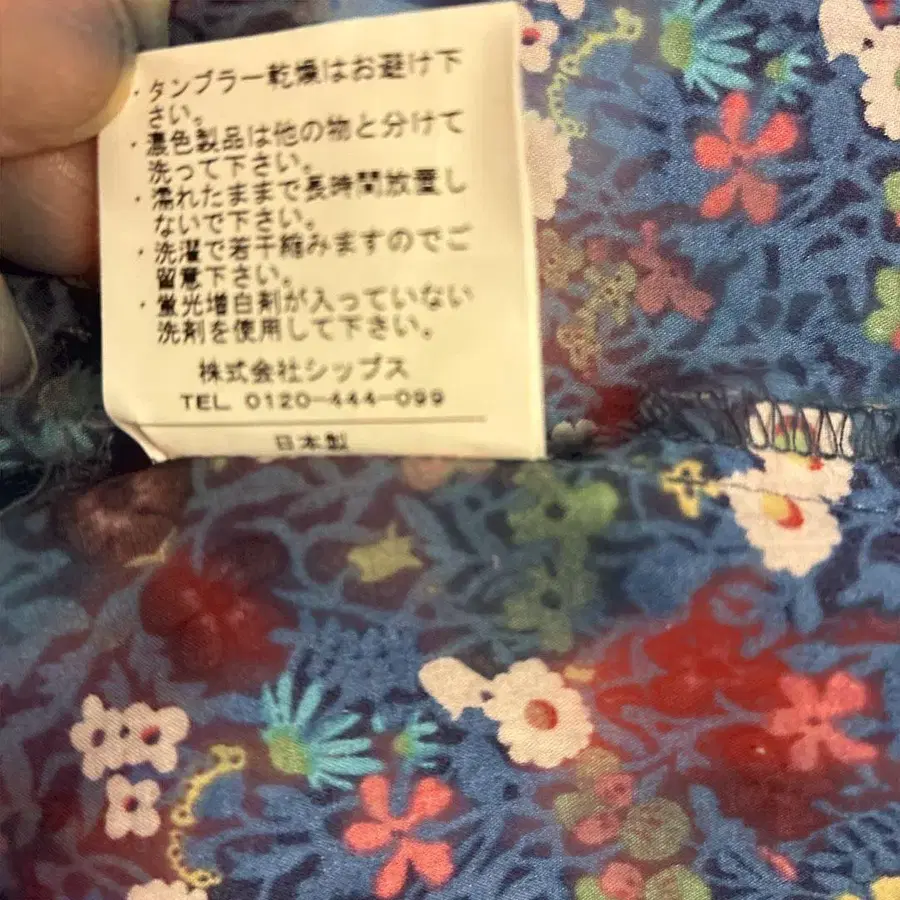 ・タンブラー乾燥はお避け下
さい。
・濃色製品は他の物と分けて
洗って下さい。
・濡れたままで長時間放置し
ないで下さい。
・洗濯で若干縮みますのでご
留意下さい。
・蛍光増白剤が入っていない
洗剤を使用して下さい。
株式会社シップス
TEL 0120-444-099
日本製